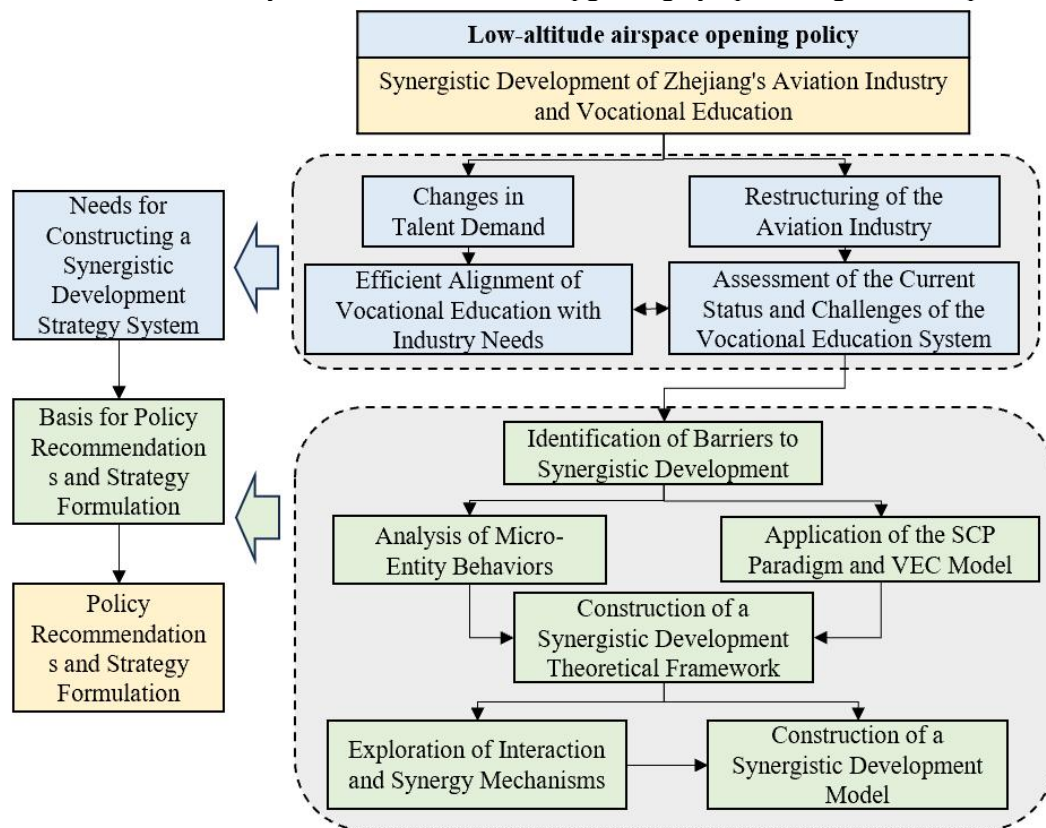 Low-altitude airspace opening policy
Synergistic Development of Zhejiang's Aviation Industry
and Vocational Education
Changes in
Talent Demand
Restructuring of the
Aviation Industry
Needs for
Constructing a
Synergistic
Development
Strategy System
Efficient Alignment of
Vocational Education with
Industry Needs
Assessment of the Current
Status and Challenges of the
Vocational Education System
Basis for Policy
Recommendation
s and Strategy
Formulation
Identification of Barriers to
Synergistic Development
Analysis of Micro-
Entity Behaviors
Application of the SCP
Paradigm and VEC Model
Policy
Recommendation
s and Strategy
Formulation
Construction of a
Synergistic Development
Theoretical Framework
Exploration of Interaction
and Synergy Mechanisms
Construction of a
Synergistic Development
Model